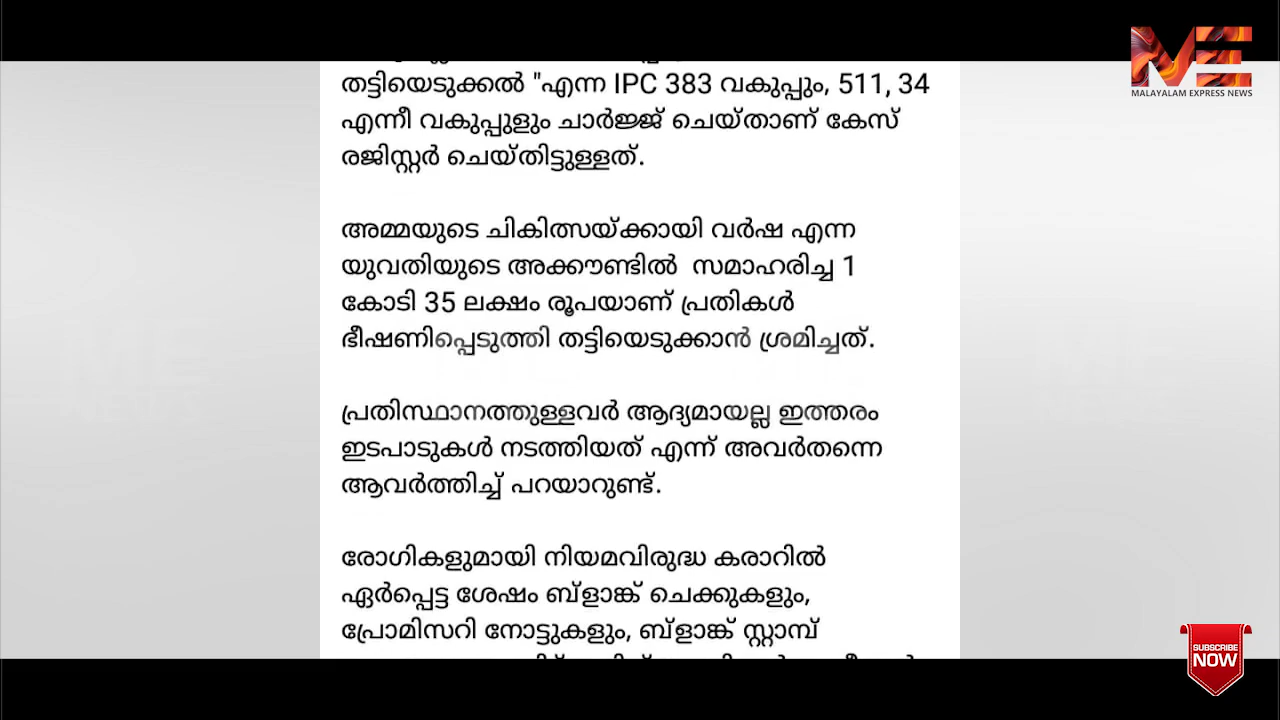 ME
MALAYALAM EXPRESS NEWS
തട്ടിയെടുക്കൽ "എന്ന IPC 383 വകുപ്പും, 511, 34
എന്നീ വകുപ്പുളും ചാർജ്ജ് ചെയ്താണ് കേസ്
രജിസ്റ്റർ ചെയ്തിട്ടുള്ളത്.
അമ്മയുടെ ചികിത്സയ്ക്കായി വർഷ എന്ന
യുവതിയുടെ അക്കൗണ്ടിൽ സമാഹരിച്ച 1
കോടി 35 ലക്ഷം രൂപയാണ് പ്രതികൾ
ഭീഷണിപ്പെടുത്തി തട്ടിയെടുക്കാൻ ശ്രമിച്ചത്.
പ്രതിസ്ഥാനത്തുള്ളവർ ആദ്യമായല്ല ഇത്തരം
ഇടപാടുകൾ നടത്തിയത് എന്ന് അവർതന്നെ
ആവർത്തിച്ച് പറയാറുണ്ട്.
രോഗികളുമായി നിയമവിരുദ്ധ കരാറിൽ
ഏർപ്പെട്ട ശേഷം ബ്ളാങ്ക് ചെക്കുകളും,
പ്രോമിസറി നോട്ടുകളും, ബ്ളാങ്ക് സ്റ്റാമ്പ്
SUBSCRIBE
NOW